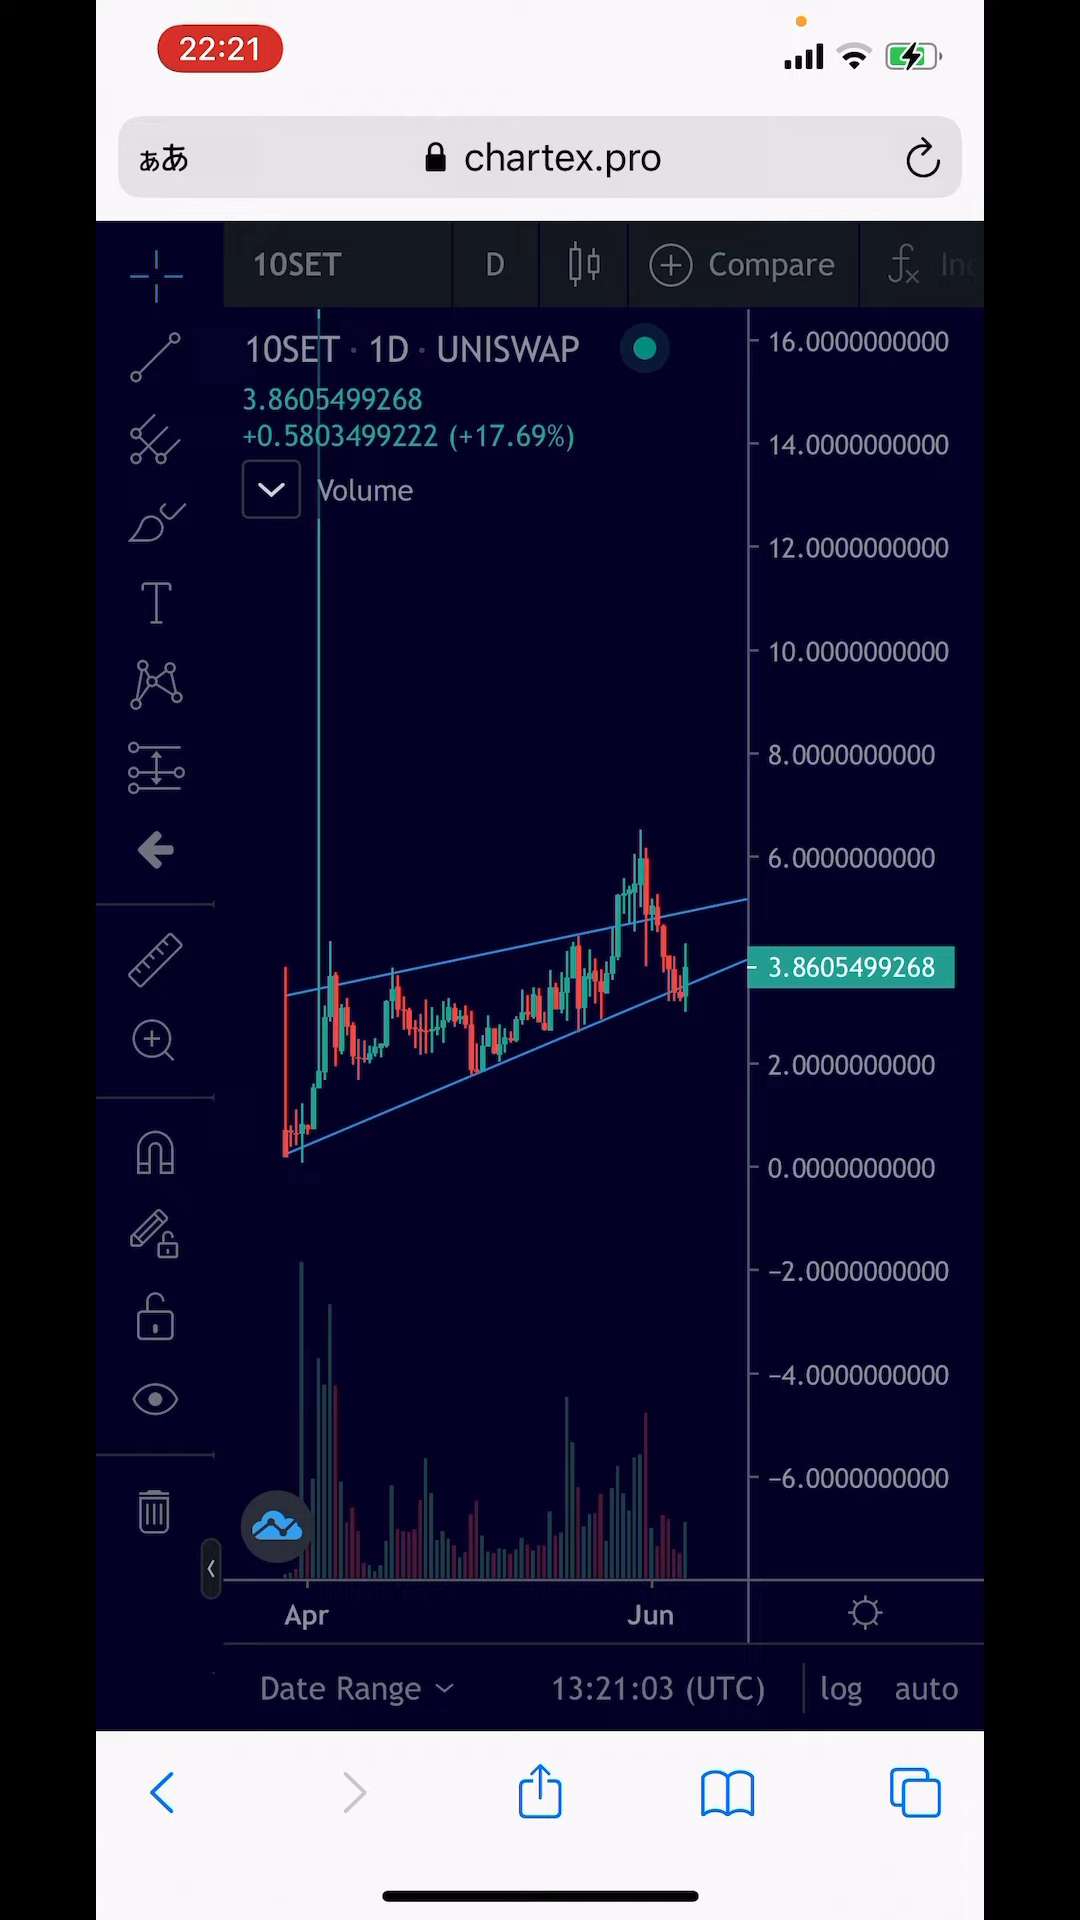 22:21
ぁあ chartex.pro
10SET D Compare
10SET · 1D · UNISWAP
3.8605499268
+0.5803499222 (+17.69%)
Volume
16.0000000000
14.0000000000
12.0000000000
10.0000000000
8.0000000000
6.0000000000
3.8605499268
2.0000000000
0.0000000000
−2.0000000000
−4.0000000000
−6.0000000000
Apr Jun
Date Range 13:21:03 (UTC) log auto